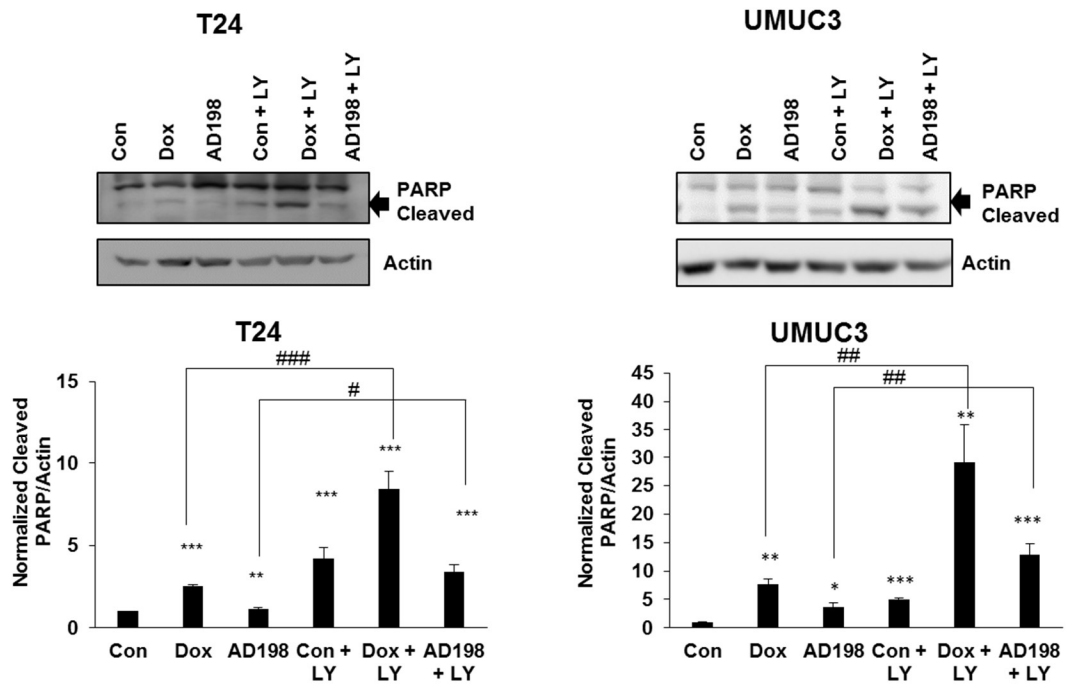 T24
Con
Dox
AD198
Con + LY
Dox + LY
AD198 + LY
PARP
Cleaved
Actin
UMUC3
Con
Dox
AD198
Con + LY
Dox + LY
AD198 + LY
PARP
Cleaved
Actin
T24
Normalized Cleaved
PARP/Actin
15
10
5
0
###
#
***
**
***
***
***
Con
Dox
AD198
Con +
LY
Dox +
LY
AD198
+ LY
UMUC3
Normalized Cleaved
PARP/Actin
45
40
35
30
25
20
15
10
5
0
##
##
**
*
***
**
***
Con
Dox
AD198
Con +
LY
Dox +
LY
AD198
+ LY